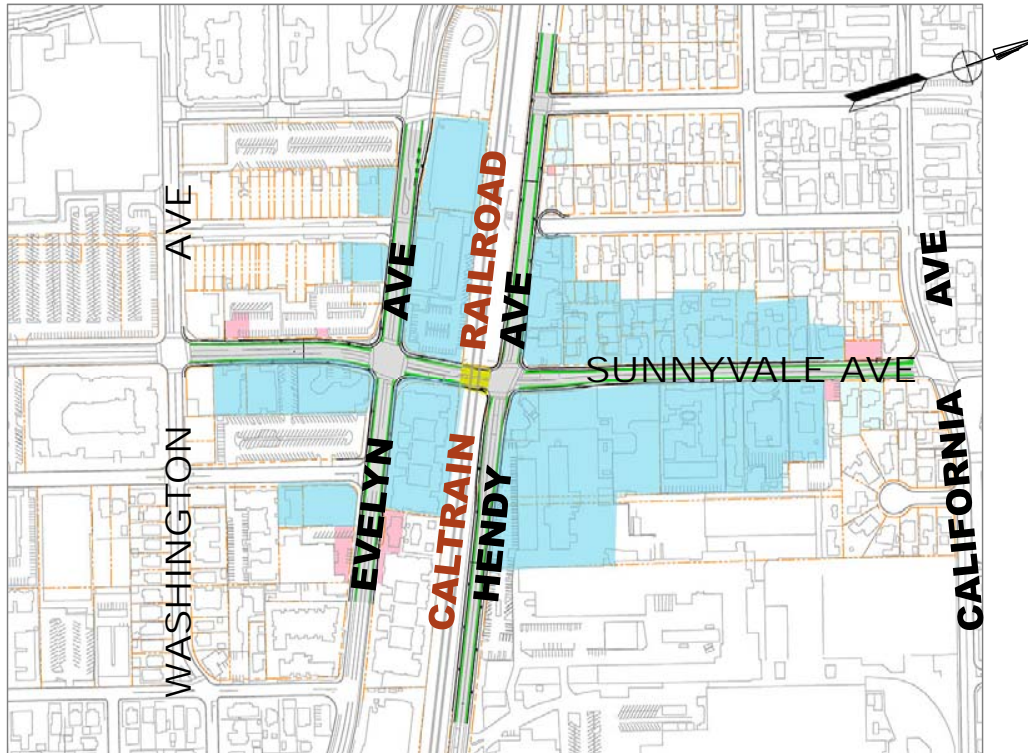 WASHINGTON AVE
EVELYN AVE
CALTRAIN RAILROAD
HENDY AVE
SUNNYVALE AVE
CALIFORNIA AVE